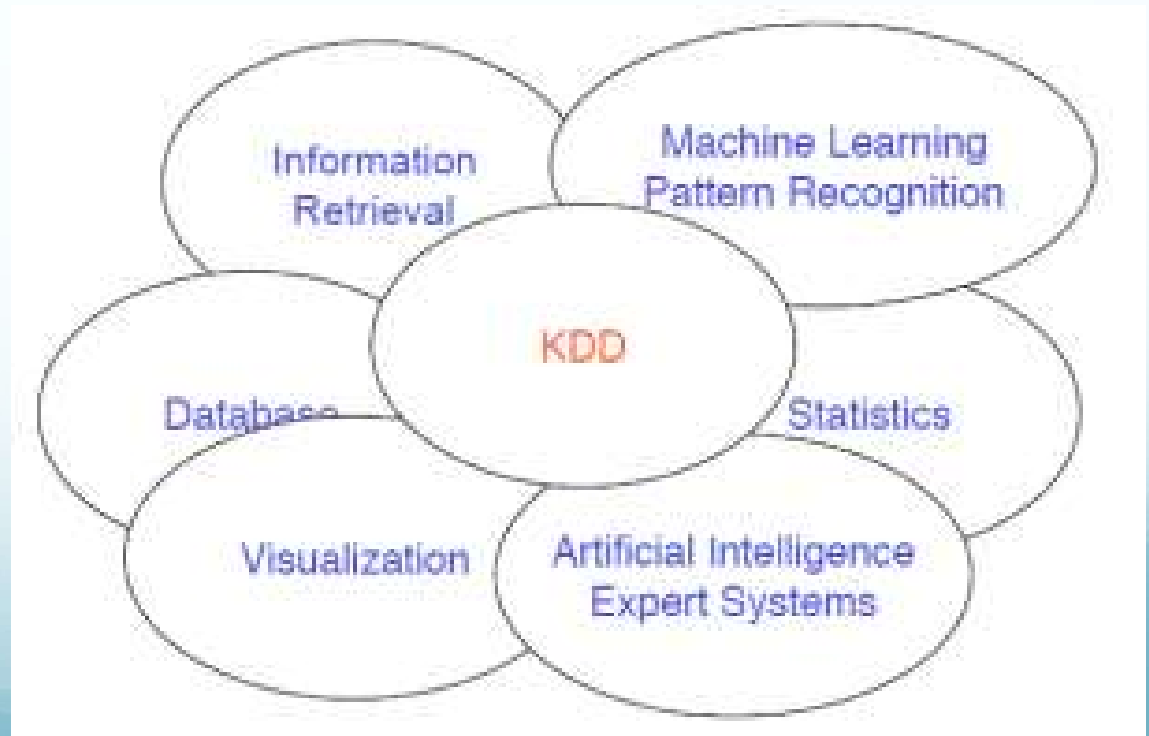 Information
Retrieval
Machine Learning
Pattern Recognition
KDD
Database
Statistics
Visualization
Artificial Intelligence
Expert Systems